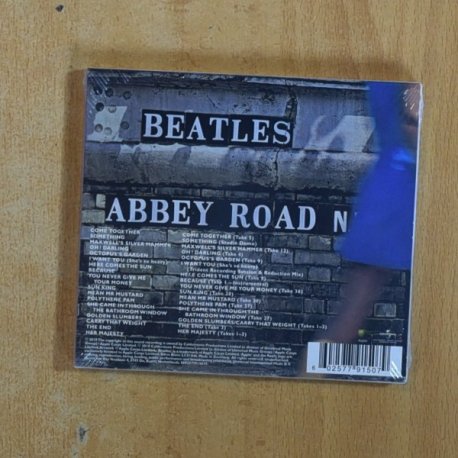 BEATLES
ABBEY ROAD N
COME TOGETHER
SOMETHING
MAXWELL'S SILVER HAMMER
OH! DARLING
OCTOPUS'S GARDEN
I WANT YOU (She's so heavy)
HERE COMES THE SUN
BECAUSE
YOU NEVER GIVE ME
YOUR MONEY
SUN KING
MEAN MR MUSTARD
POLYTHENE PAM
SHE CAME IN THROUGH
THE BATHROOM WINDOW
GOLDEN SLUMBERS
CARRY THAT WEIGHT
THE END
HER MAJESTY
COME TOGETHER (Take 5)
SOMETHING (Studio Demo)
MAXWELL'S SILVER HAMMER (Take 12)
OH! DARLING (Take 4)
OCTOPUS'S GARDEN (Take 9)
I WANT YOU (She's so heavy)
(Trident Recording Session & Reduction Mix)
HERE COMES THE SUN (Take 9)
BECAUSE (Take 1—Instrumental)
YOU NEVER GIVE ME YOUR MONEY (Take 36)
SUN KING (Take 20)
MEAN MR MUSTARD (Take 20)
POLYTHENE PAM (Take 27)
SHE CAME IN THROUGH THE
BATHROOM WINDOW (Take 27)
GOLDEN SLUMBERS/CARRY THAT WEIGHT (Takes 1–3)
THE END (Take 3)
HER MAJESTY (Takes 1–3)
6 02577 91507